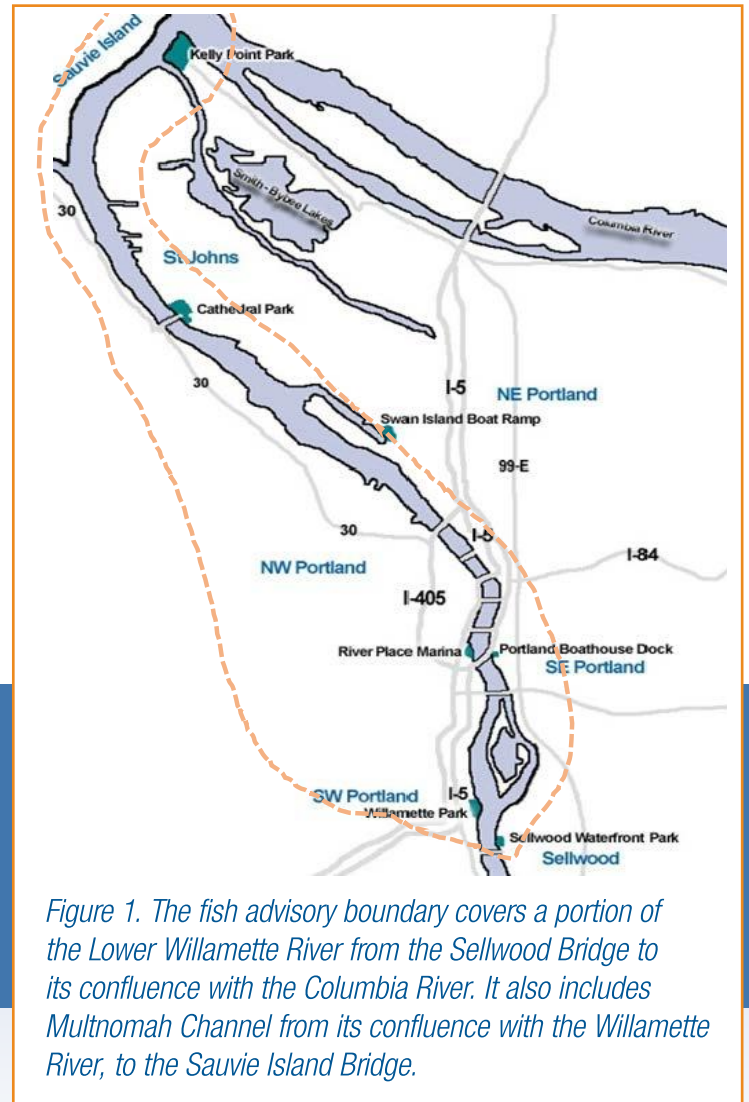 Sauvie Island
Kelly Point Park
Smith-Bybee Lakes
Columbia River
30
St Johns
Cathedral Park
30
I-5
NE Portland
Swan Island Boat Ramp
99-E
30
I-5
I-84
NW Portland
I-405
River Place Marina
Portland Boathouse Dock
SE Portland
SW Portland
I-5
Willamette Park
Sellwood Waterfront Park
Sellwood
Figure 1. The fish advisory boundary covers a portion of
the Lower Willamette River from the Sellwood Bridge to
its confluence with the Columbia River. It also includes
Multnomah Channel from its confluence with the Willamette
River, to the Sauvie Island Bridge.